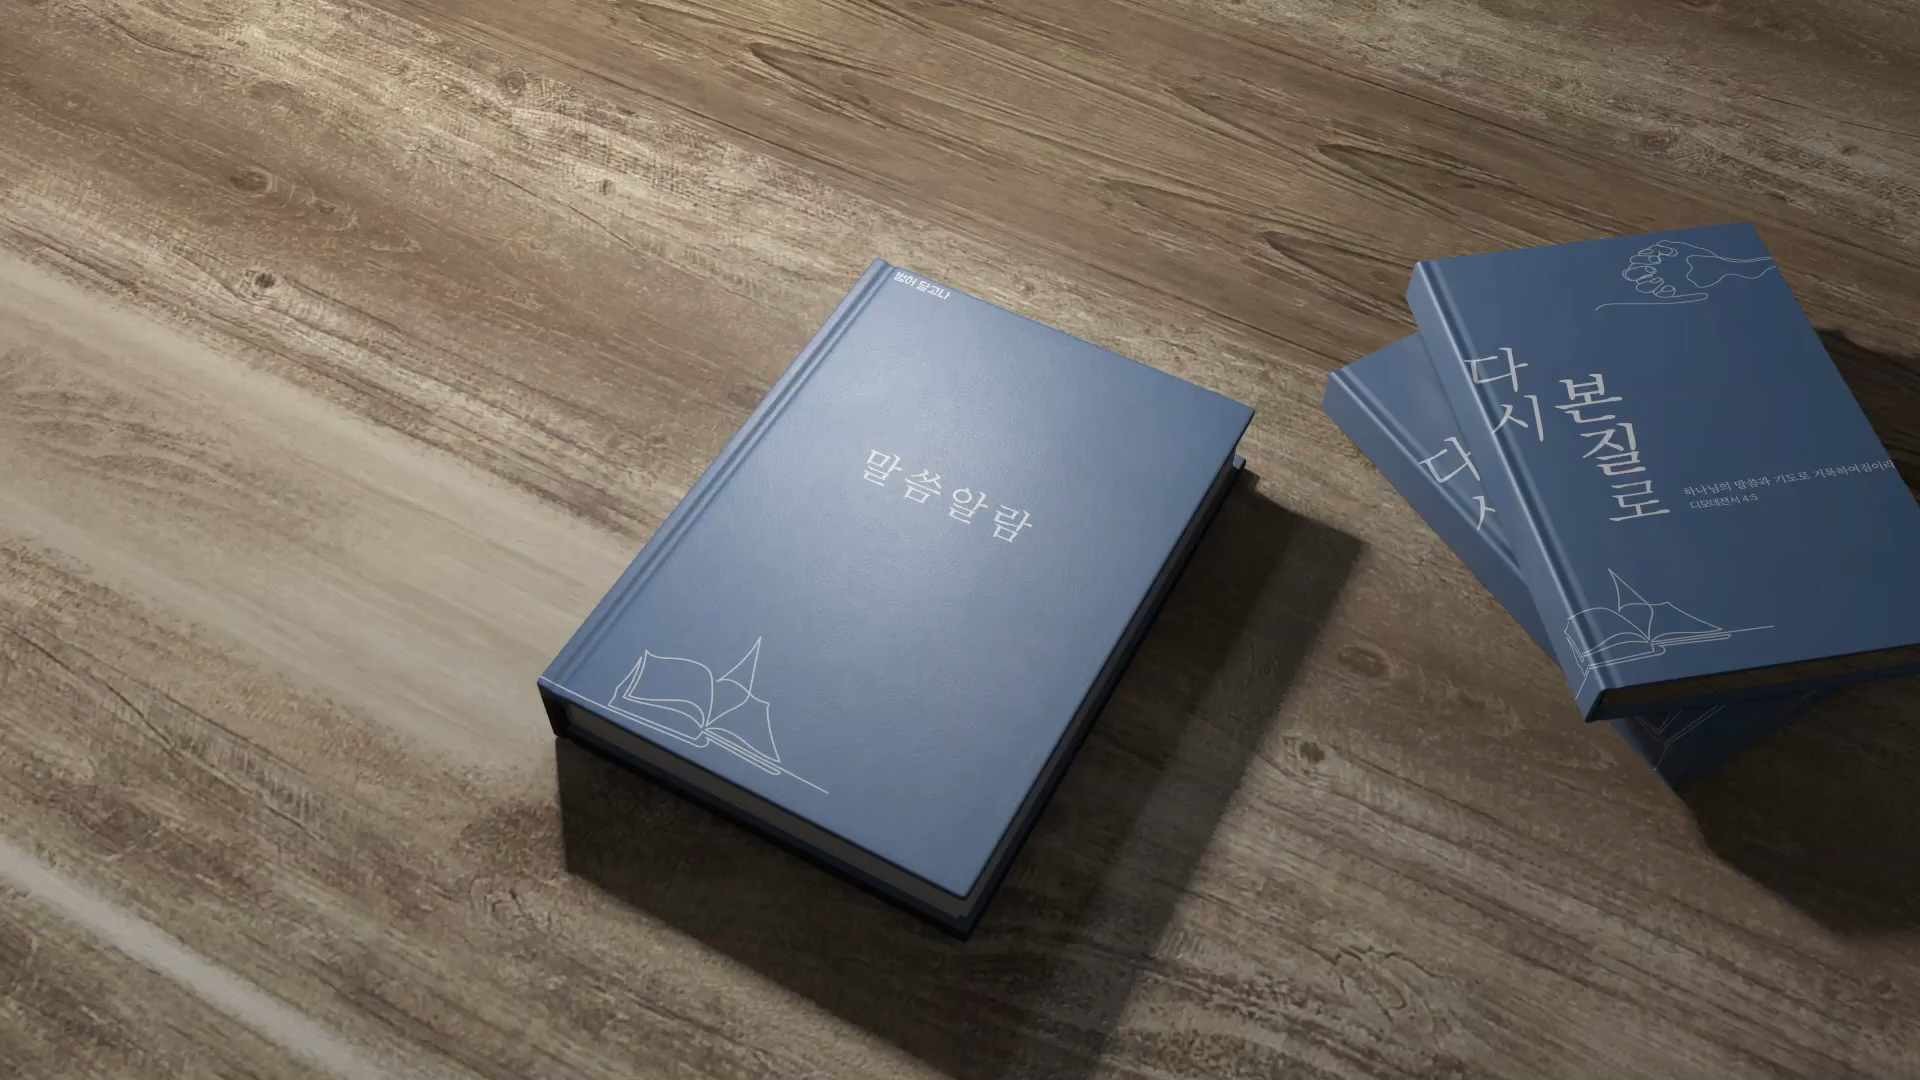 말씀알람
다시
본질로
하나님의 말씀과 기도로 거룩하여짐이라
디모데전서 4:5
다